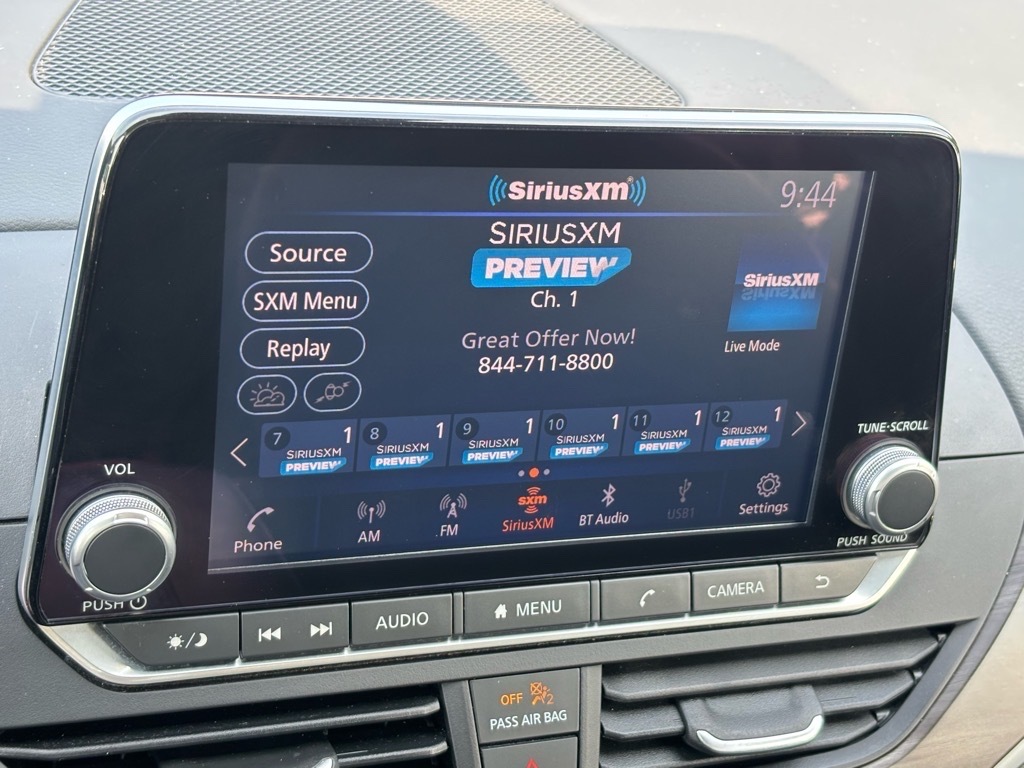 SiriusXM
9:44
SIRIUSXM
PREVIEW
Ch. 1
Great Offer Now!
844-711-8800
Source
SXM Menu
Replay
SiriusXM
Live Mode
7 1 SIRIUSXM PREVIEW
8 1 SIRIUSXM PREVIEW
9 1 SIRIUSXM PREVIEW
10 1 SIRIUSXM PREVIEW
11 1 SIRIUSXM PREVIEW
12 1 SIRIUSXM PREVIEW
sxm
Phone AM FM SiriusXM BT Audio USB1 Settings
VOL
PUSH
TUNE·SCROLL
PUSH SOUND
AUDIO MENU CAMERA
OFF 2
PASS AIR BAG